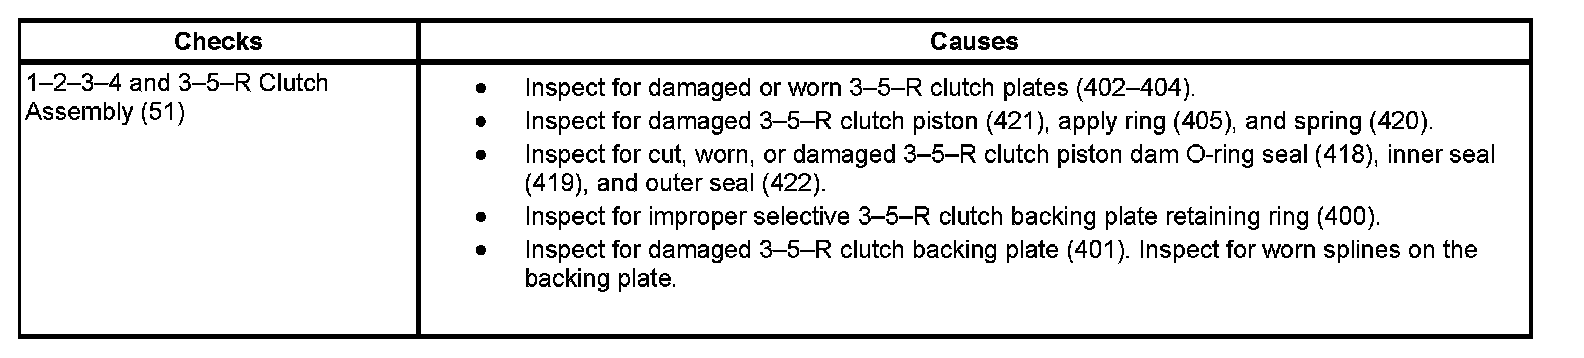 Checks
Causes
1–2–3–4 and 3–5–R Clutch
Assembly (51)
• Inspect for damaged or worn 3–5–R clutch plates (402–404).
• Inspect for damaged 3–5–R clutch piston (421), apply ring (405), and spring (420).
• Inspect for cut, worn, or damaged 3–5–R clutch piston dam O-ring seal (418), inner seal
(419), and outer seal (422).
• Inspect for improper selective 3–5–R clutch backing plate retaining ring (400).
• Inspect for damaged 3–5–R clutch backing plate (401). Inspect for worn splines on the
backing plate.